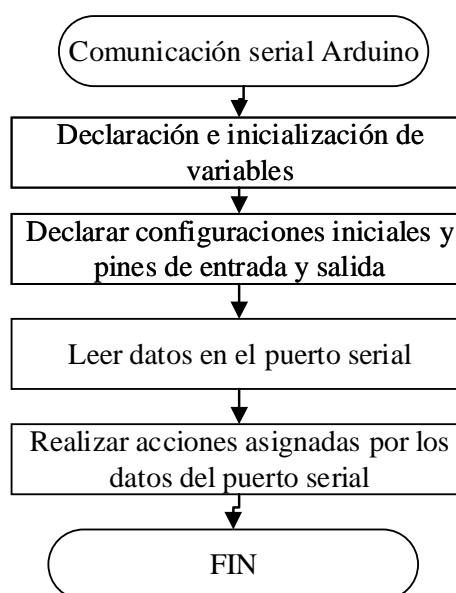 Comunicación serial Arduino
Declaración e inicialización de
variables
Declarar configuraciones iniciales y
pines de entrada y salida
Leer datos en el puerto serial
Realizar acciones asignadas por los
datos del puerto serial
FIN